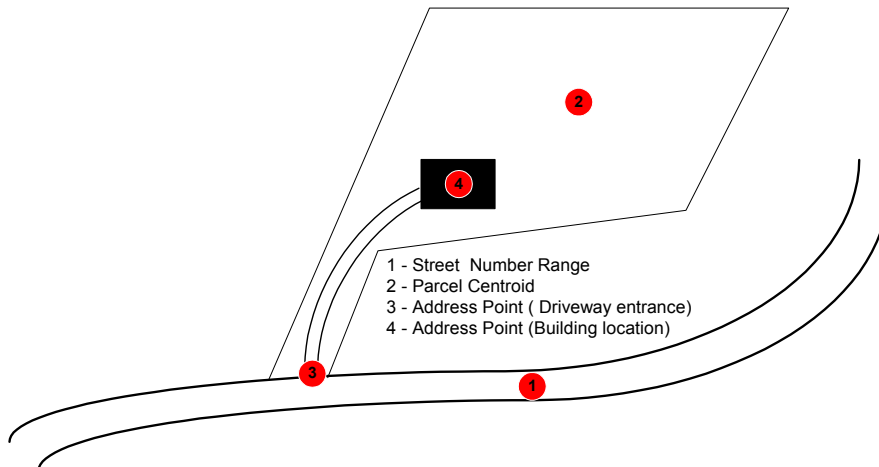 2
4
1 - Street Number Range
2 - Parcel Centroid
3 - Address Point ( Driveway entrance)
4 - Address Point (Building location)
3
1